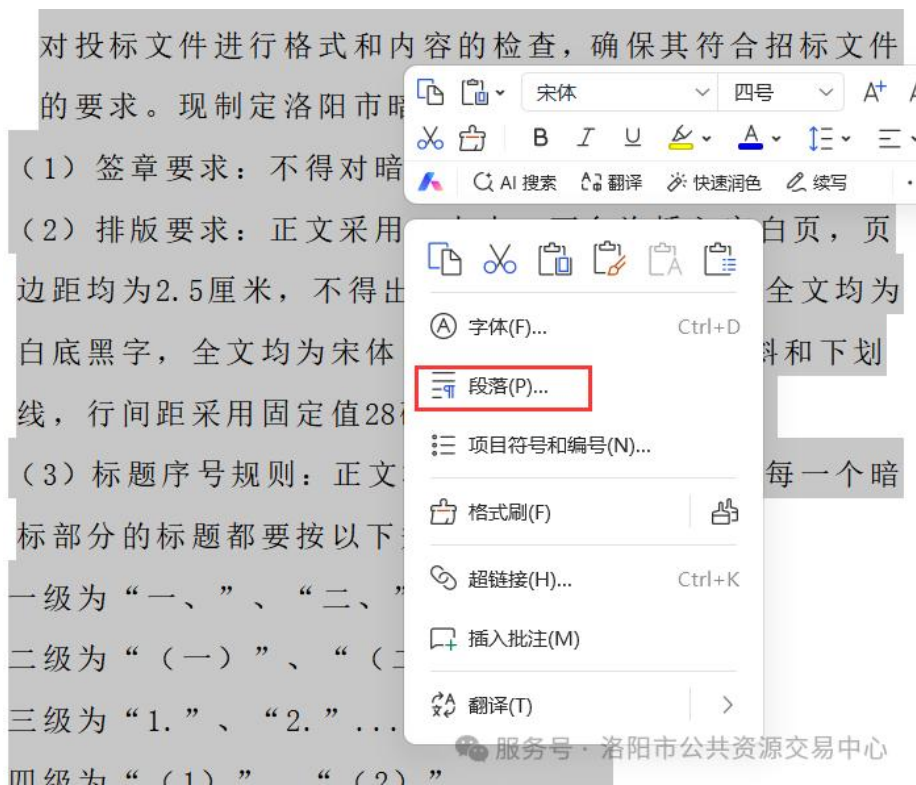 对投标文件进行格式和内容的检查，确保其符合招标文件
的要求。现制定洛阳市暗
宋体
四号
A+
B I U A
（1）签章要求：不得对暗
AI 搜索 翻译 快速润色 续写
（2）排版要求：正文采用
白页，页
边距均为2.5厘米，不得出
全文均为
字体(F)... Ctrl+D
白底黑字，全文均为宋体
和下划
段落(P)...
线，行间距采用固定值28
项目符号和编号(N)...
（3）标题序号规则：正文
每一个暗
格式刷(F)
标部分的标题都要按以下
超链接(H)... Ctrl+K
一级为“一、”、“二、”
插入批注(M)
二级为“（一）”、“（二
翻译(T)
三级为“1.”、“2.”...
服务号 · 洛阳市公共资源交易中心
四级为“（1）”、“（2）”